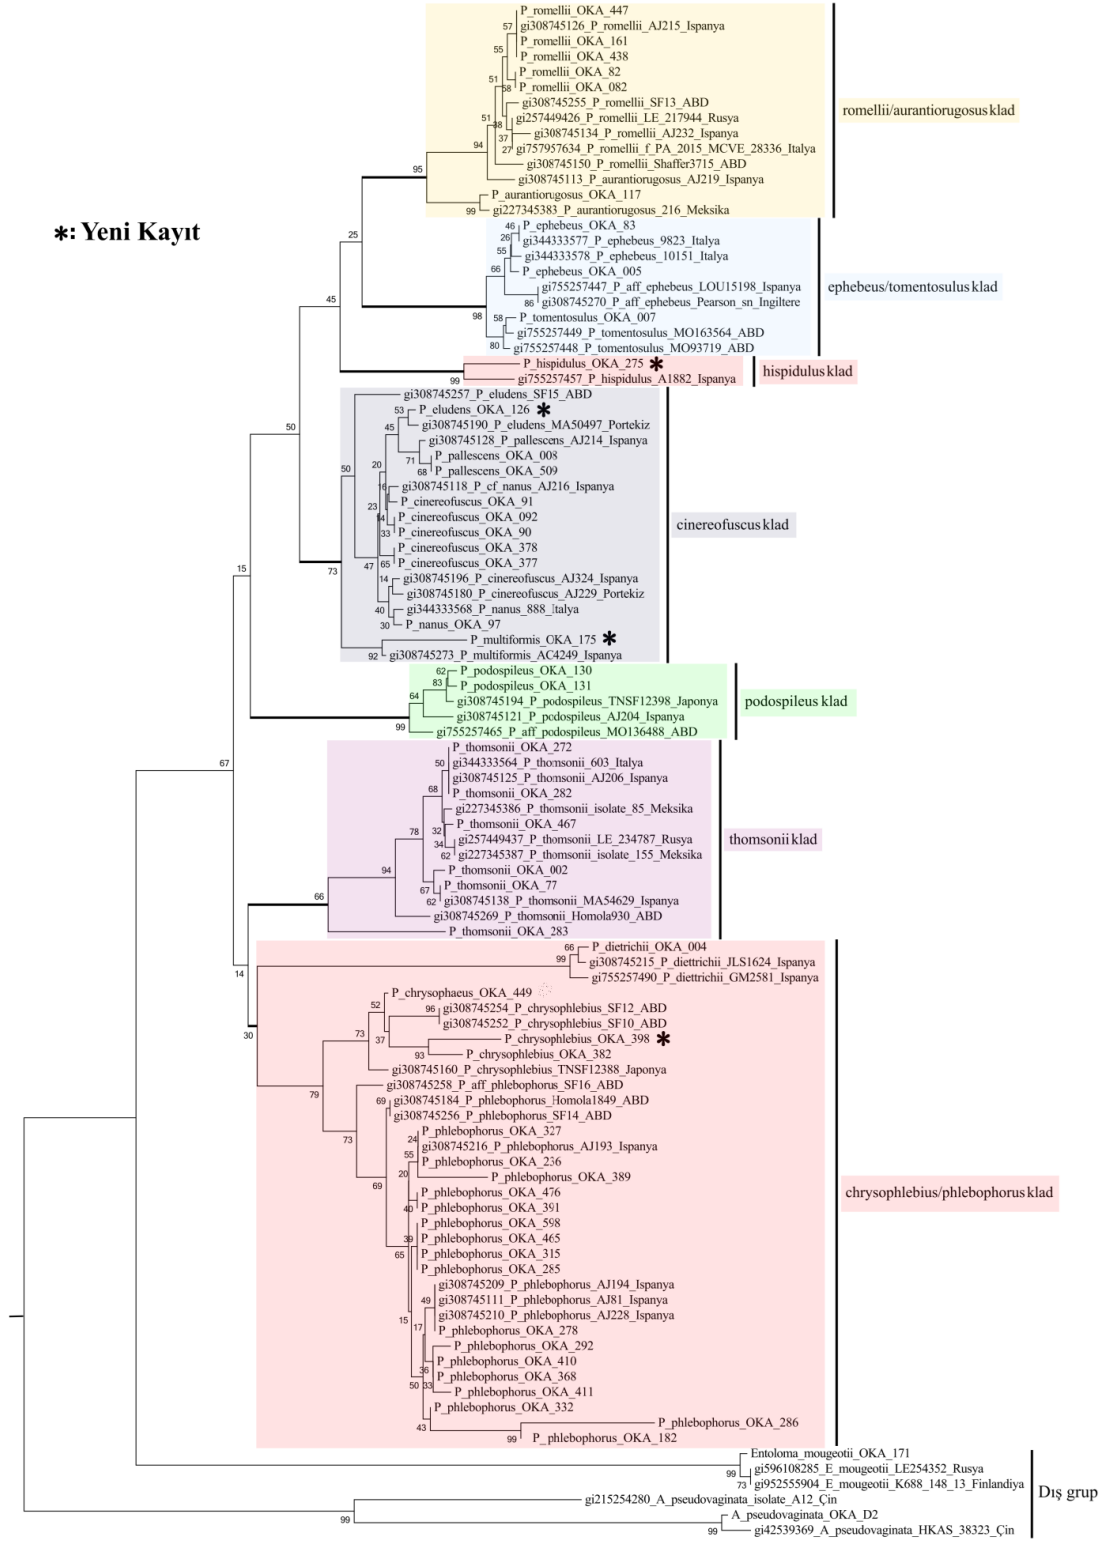 P_romellii_OKA_447
gi308745126_P_romellii_AJ215_Ispanya
P_romellii_OKA_161
P_romellii_OKA_438
P_romellii_OKA_82
P_romellii_OKA_082
gi308745255_P_romellii_SF13_ABD
gi257449426_P_romellii_LE_217944_Rusya
gi308745134_P_romellii_AJ232_Ispanya
gi757957634_P_romellii_f_PA_2015_MCVE_28336_Italya
gi308745150_P_romellii_Shaffer3715_ABD
gi308745113_P_aurantiorugosus_AJ219_Ispanya
P_aurantiorugosus_OKA_117
gi227345383_P_aurantiorugosus_216_Meksika
57
55
51
58
38
51
37
27
94
95
99
romellii/aurantiorugosus klad
*: Yeni Kayıt
P_ephebeus_OKA_83
gi344333577_P_ephebeus_9823_Italya
gi344333578_P_ephebeus_10151_Italya
P_ephebeus_OKA_005
gi755257447_P_aff_ephebeus_LOU15198_Ispanya
gi308745270_P_aff_ephebeus_Pearson_sn_Ingiltere
P_tomentosulus_OKA_007
gi755257449_P_tomentosulus_MO163564_ABD
gi755257448_P_tomentosulus_MO93719_ABD
46
26
55
66
86
98
58
80
25
45
ephebeus/tomentosulus klad
P_hispidulus_OKA_275 *
gi755257457_P_hispidulus_A1882_Ispanya
99
hispidulus klad
gi308745257_P_eludens_SF15_ABD
P_eludens_OKA_126 *
gi308745190_P_eludens_MA50497_Portekiz
gi308745128_P_pallescens_AJ214_Ispanya
P_pallescens_OKA_008
P_pallescens_OKA_509
gi308745118_P_cf_nanus_AJ216_Ispanya
P_cinereofuscus_OKA_91
P_cinereofuscus_OKA_092
P_cinereofuscus_OKA_90
P_cinereofuscus_OKA_378
P_cinereofuscus_OKA_377
gi308745196_P_cinereofuscus_AJ324_Ispanya
gi308745180_P_cinereofuscus_AJ229_Portekiz
gi344333568_P_nanus_888_Italya
P_nanus_OKA_97
P_multiformis_OKA_175 *
gi308745273_P_multiformis_AC4249_Ispanya
53
45
71
68
50
20
16
23
33
65
47
14
40
30
73
92
50
cinereofuscus klad
P_podospileus_OKA_130
P_podospileus_OKA_131
gi308745194_P_podospileus_TNSF12398_Japonya
gi308745121_P_podospileus_AJ204_Ispanya
gi755257465_P_aff_podospileus_MO136488_ABD
62
83
64
99
15
podospileus klad
P_thomsonii_OKA_272
gi344333564_P_thomsonii_603_Italya
gi308745125_P_thomsonii_AJ206_Ispanya
P_thomsonii_OKA_282
gi227345386_P_thomsonii_isolate_85_Meksika
P_thomsonii_OKA_467
gi257449437_P_thomsonii_LE_234787_Rusya
gi227345387_P_thomsonii_isolate_155_Meksika
P_thomsonii_OKA_002
P_thomsonii_OKA_77
gi308745138_P_thomsonii_MA54629_Ispanya
gi308745269_P_thomsonii_Homola930_ABD
P_thomsonii_OKA_283
50
68
78
32
34
62
94
67
62
66
67
thomsonii klad
P_dietrichii_OKA_004
gi308745215_P_diettrichii_JLS1624_Ispanya
gi755257490_P_diettrichii_GM2581_Ispanya
P_chrysophaeus_OKA_449
gi308745254_P_chrysophlebius_SF12_ABD
gi308745252_P_chrysophlebius_SF10_ABD
P_chrysophlebius_OKA_398 *
P_chrysophlebius_OKA_382
gi308745160_P_chrysophlebius_TNSF12388_Japonya
gi308745258_P_aff_phlebophorus_SF16_ABD
gi308745184_P_phlebophorus_Homola1849_ABD
gi308745256_P_phlebophorus_SF14_ABD
P_phlebophorus_OKA_327
gi308745216_P_phlebophorus_AJ193_Ispanya
P_phlebophorus_OKA_236
P_phlebophorus_OKA_389
P_phlebophorus_OKA_476
P_phlebophorus_OKA_391
P_phlebophorus_OKA_598
P_phlebophorus_OKA_465
P_phlebophorus_OKA_315
P_phlebophorus_OKA_285
gi308745209_P_phlebophorus_AJ194_Ispanya
gi308745111_P_phlebophorus_AJ81_Ispanya
gi308745210_P_phlebophorus_AJ228_Ispanya
P_phlebophorus_OKA_278
P_phlebophorus_OKA_292
P_phlebophorus_OKA_410
P_phlebophorus_OKA_368
P_phlebophorus_OKA_411
P_phlebophorus_OKA_332
P_phlebophorus_OKA_286
P_phlebophorus_OKA_182
66
99
14
30
52
96
73
37
93
79
69
73
24
55
20
69
40
39
65
49
15
17
36
50
33
43
99
chrysophlebius/phlebophorus klad
Entoloma_mougeotii_OKA_171
gi596108285_E_mougeotii_LE254352_Rusya
gi952555904_E_mougeotii_K688_148_13_Finlandiya
gi215254280_A_pseudovaginata_isolate_A12_Çin
A_pseudovaginata_OKA_D2
gi42539369_A_pseudovaginata_HKAS_38323_Çin
99
73
99
99
Dış grup